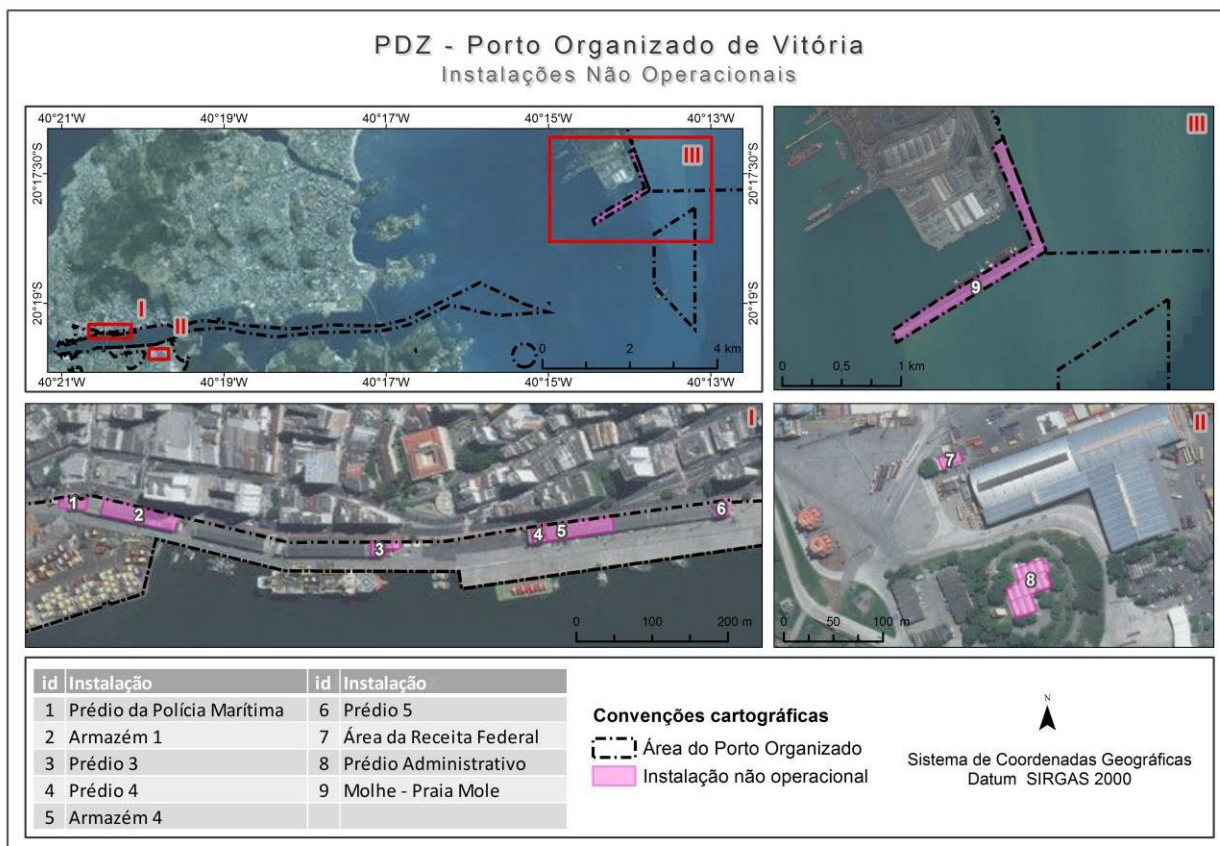 PDZ - Porto Organizado de Vitória
Instalações Não Operacionais
40°21'W 40°19'W 40°17'W 40°15'W 40°13'W
20°17'30"S
20°19'S
20°17'30"S
20°19'S
I
II
III
0 2 4 km
40°21'W 40°19'W 40°17'W 40°15'W 40°13'W
III
9
0 0,5 1 km
I
1
2
3
4
5
6
0 100 200 m
II
7
8
0 50 100 m
id Instalação id Instalação
1 Prédio da Polícia Marítima 6 Prédio 5
2 Armazém 1 7 Área da Receita Federal
3 Prédio 3 8 Prédio Administrativo
4 Prédio 4 9 Molhe - Praia Mole
5 Armazém 4
Convenções cartográficas
Área do Porto Organizado
Instalação não operacional
N
Sistema de Coordenadas Geográficas
Datum SIRGAS 2000